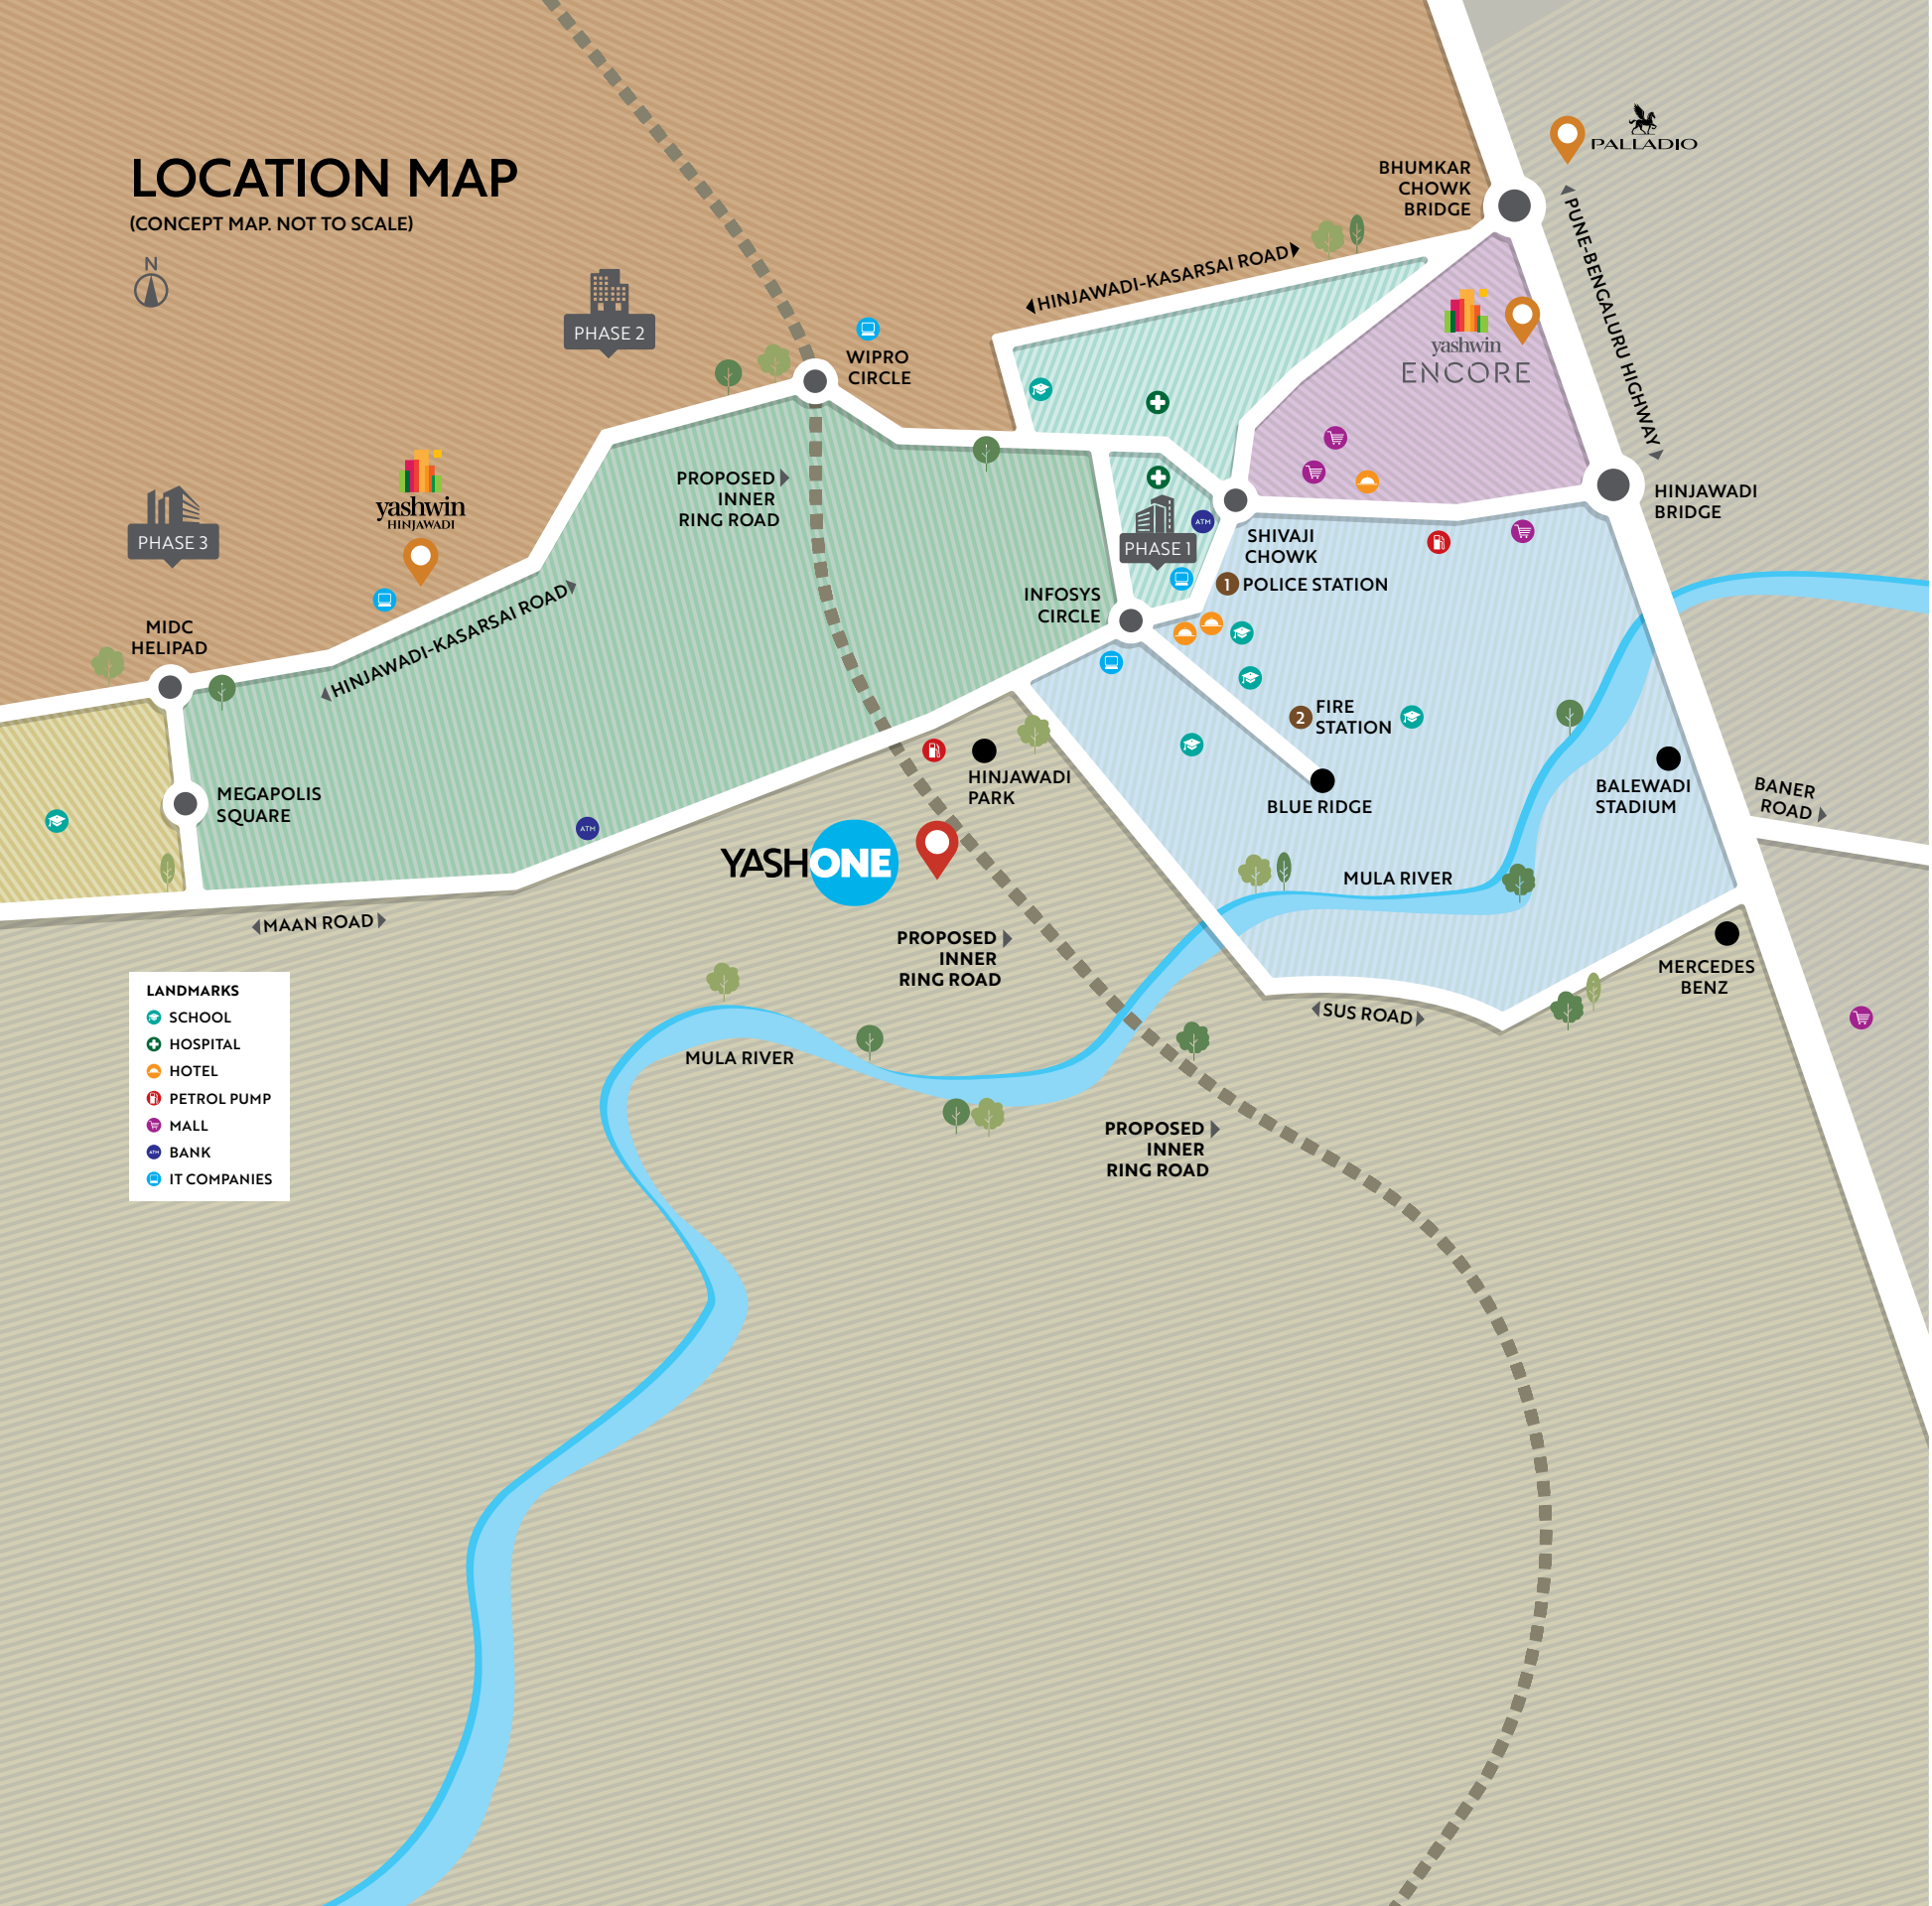 LOCATION MAP
(CONCEPT MAP. NOT TO SCALE)
N
PALLADIO
BHUMKAR
CHOWK
BRIDGE
PUNE-BENGALURU HIGHWAY
HINJAWADI-KASARSAI ROAD
PHASE 2
WIPRO
CIRCLE
yashwin
ENCORE
PROPOSED
INNER
RING ROAD
yashwin
HINJAWADI
PHASE 3
HINJAWADI
BRIDGE
ATM
SHIVAJI
CHOWK
PHASE 1
1 POLICE STATION
INFOSYS
CIRCLE
HINJAWADI-KASARSAI ROAD
MIDC
HELIPAD
2 FIRE
STATION
HINJAWADI
PARK
BLUE RIDGE
BALEWADI
STADIUM
BANER
ROAD
MEGAPOLIS
SQUARE
ATM
YASHONE
MULA RIVER
MAAN ROAD
PROPOSED
INNER
RING ROAD
MERCEDES
BENZ
SUS ROAD
MULA RIVER
PROPOSED
INNER
RING ROAD
LANDMARKS
SCHOOL
HOSPITAL
HOTEL
PETROL PUMP
MALL
ATM BANK
IT COMPANIES